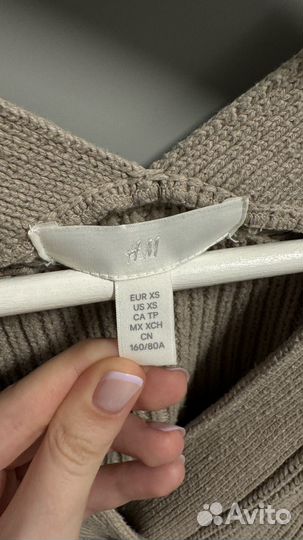 H&M
EUR XS
US XS
CA TP
MX XCH
CN
160/80A
Avito